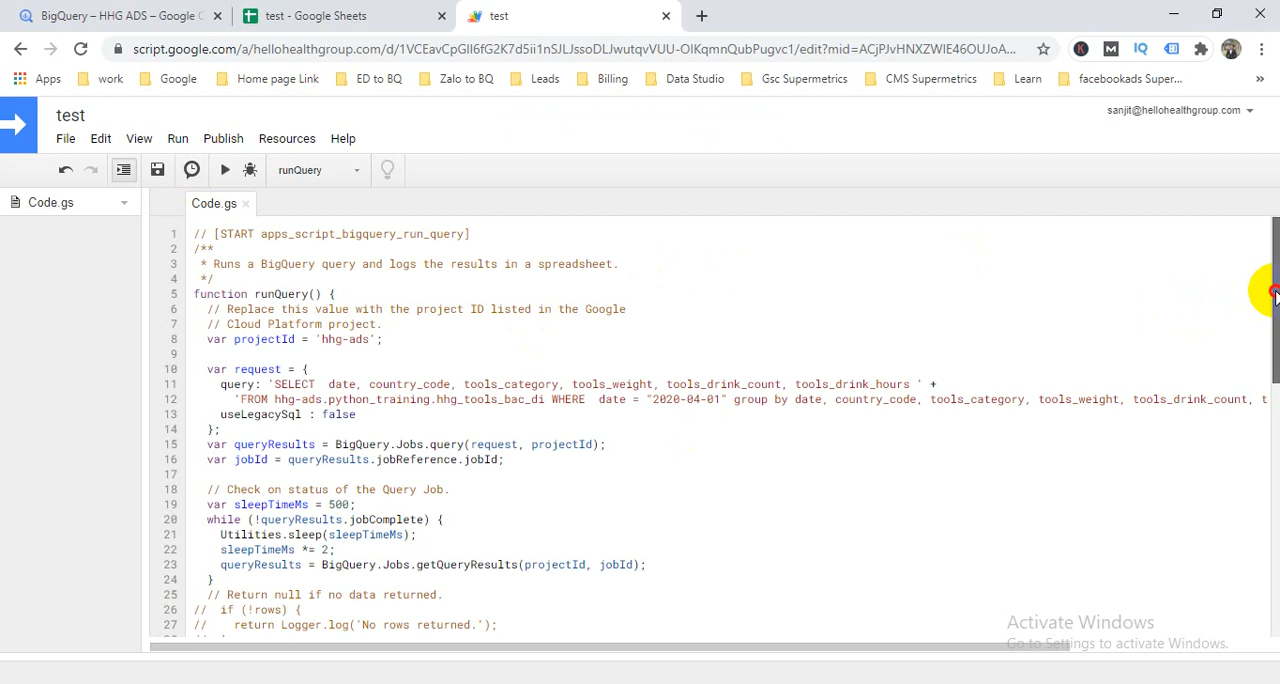 BigQuery – HHG ADS – Google C
test - Google Sheets
test
Apps
work
Google
Home page Link
ED to BQ
Zalo to BQ
Leads
Billing
Data Studio
Gsc Supermetrics
CMS Supermetrics
Learn
facebookads Super...
test
sanjit@hellohealthgroup.com
File Edit View Run Publish Resources Help
runQuery
Code.gs
Code.gs
1 // [START apps_script_bigquery_run_query]
2 /**
3 * Runs a BigQuery query and logs the results in a spreadsheet.
4 */
5 function runQuery() {
6 // Replace this value with the project ID listed in the Google
7 // Cloud Platform project.
8 var projectId = 'hhg-ads';
9
10 var request = {
11 query: 'SELECT date, country_code, tools_category, tools_weight, tools_drink_count, tools_drink_hours ' +
12 'FROM hhg-ads.python_training.hhg_tools_bac_di WHERE date = "2020-04-01" group by date, country_code, tools_category, tools_weight, tools_drink_count, t
13 useLegacySql : false
14 };
15 var queryResults = BigQuery.Jobs.query(request, projectId);
16 var jobId = queryResults.jobReference.jobId;
17
18 // Check on status of the Query Job.
19 var sleepTimeMs = 500;
20 while (!queryResults.jobComplete) {
21 Utilities.sleep(sleepTimeMs);
22 sleepTimeMs *= 2;
23 queryResults = BigQuery.Jobs.getQueryResults(projectId, jobId);
24 }
25 // Return null if no data returned.
26 // if (!rows) {
27 // return Logger.log('No rows returned.');
Activate Windows
Go to Settings to activate Windows.